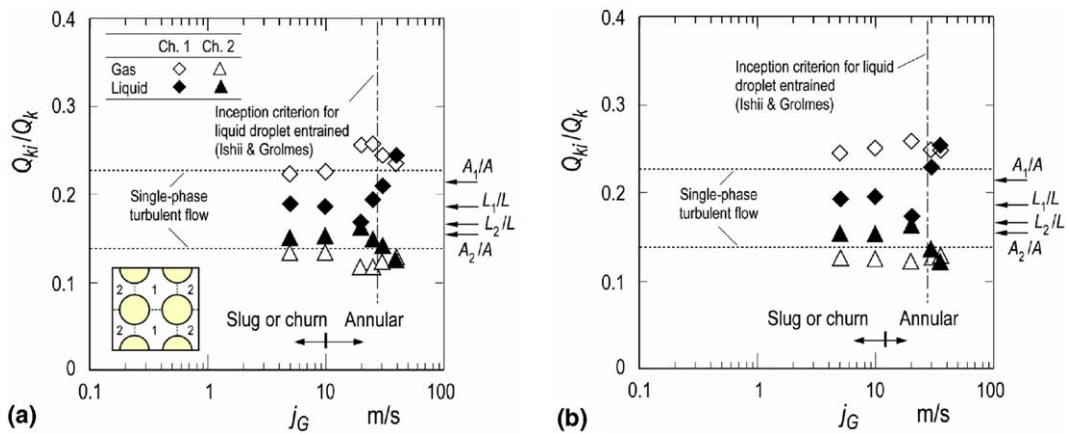 0.4
0.3
0.2
0.1
0
Q_ki/Q_k
Ch. 1 Ch. 2
Gas
Liquid
Inception criterion for
liquid droplet entrained
(Ishii & Grolmes)
Single-phase
turbulent flow
A₁/A
L₁/L
L₂/L
A₂/A
2 1 2
2 1 2
Slug or churn
Annular
0.1 1 10 100
(a)
j_G m/s
0.4
0.3
0.2
0.1
0
Q_ki/Q_k
Inception criterion for liquid
droplet entrained
(Ishii & Grolmes)
Single-phase
turbulent flow
A₁/A
L₁/L
L₂/L
A₂/A
Slug or churn
Annular
0.1 1 10 100
(b)
j_G m/s